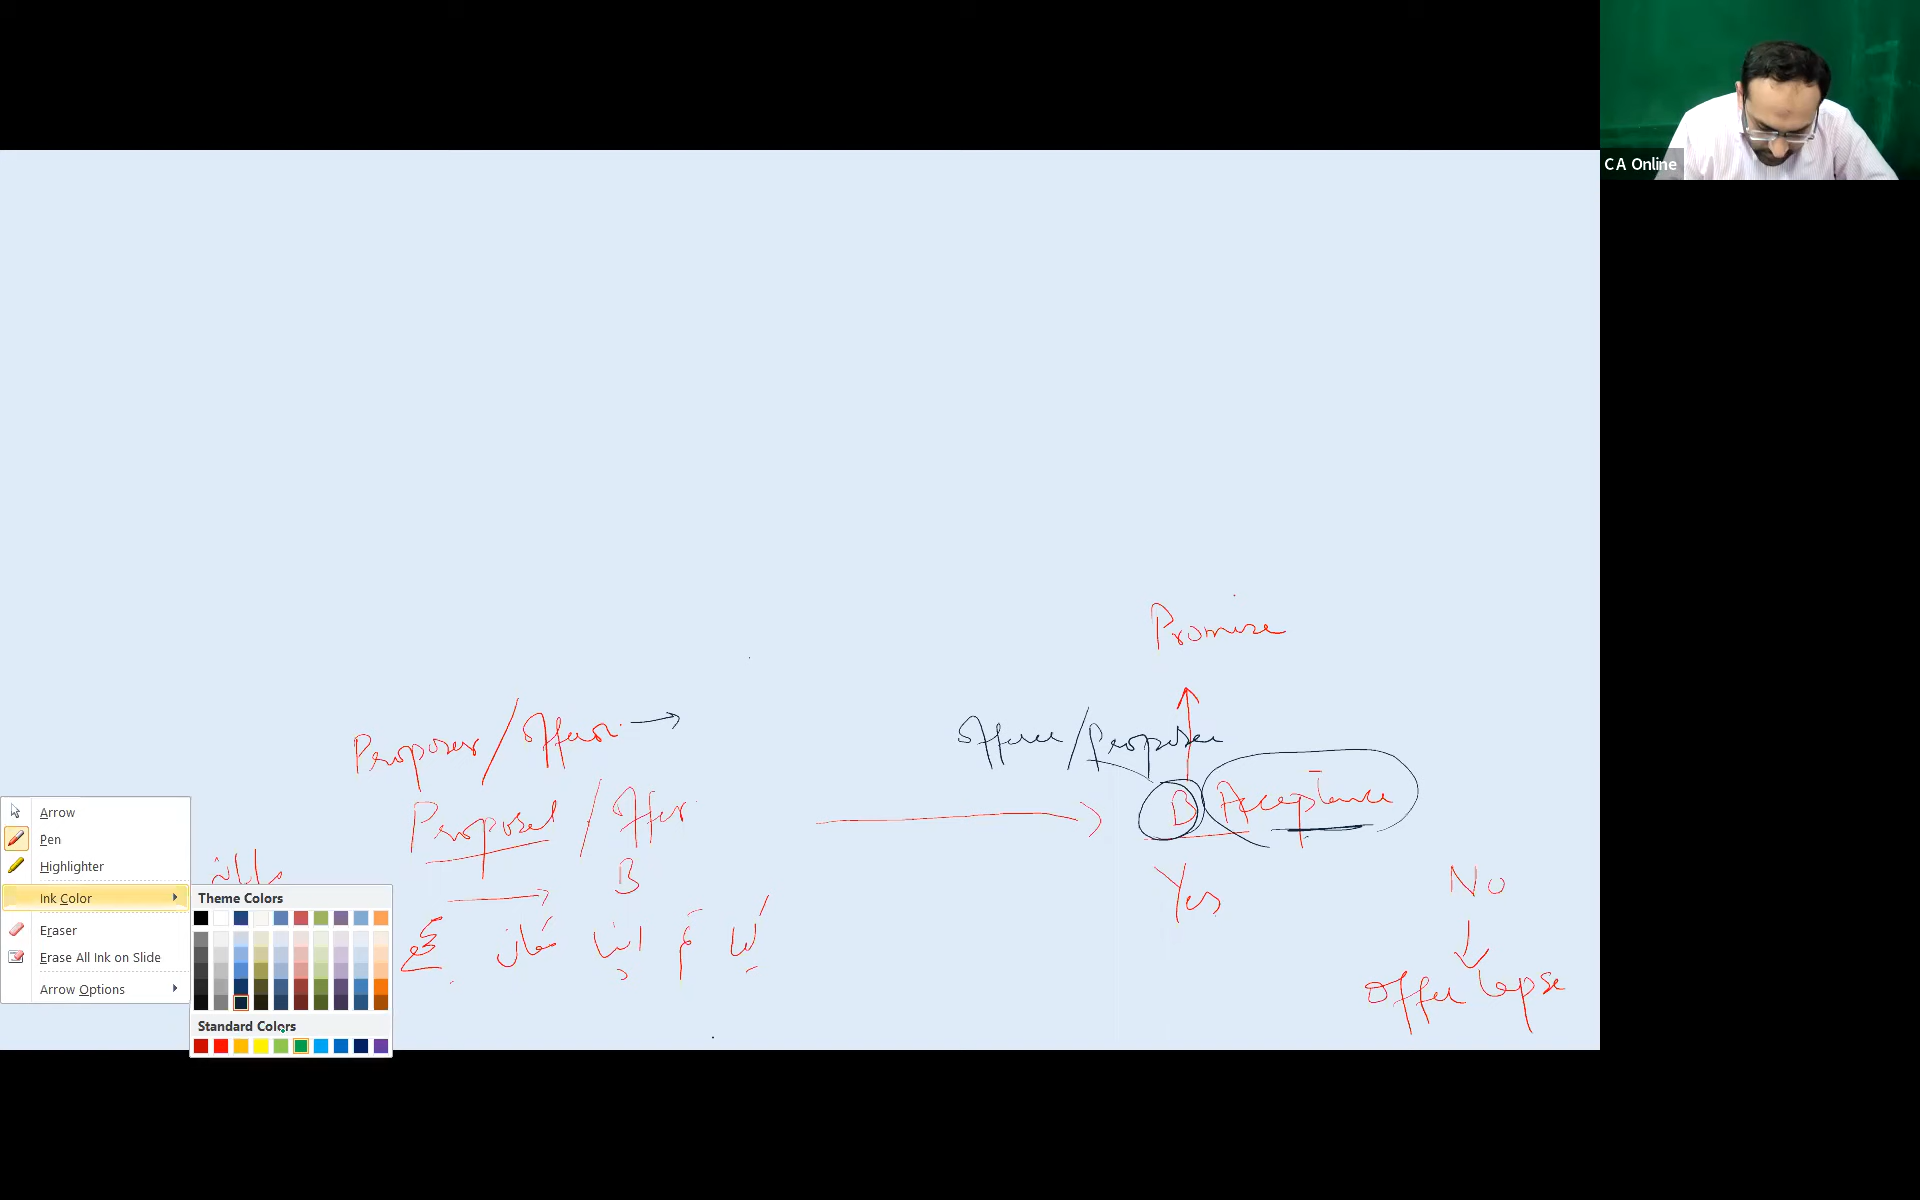 CA Online
Promise
Proposer/Offeror
Offeree/Proposee
Proposal/Offer
B Acceptance
B
Yes
No
Offer lapse
Arrow
Pen
Highlighter
Ink Color
Eraser
Erase All Ink on Slide
Arrow Options
Theme Colors
Standard Colors